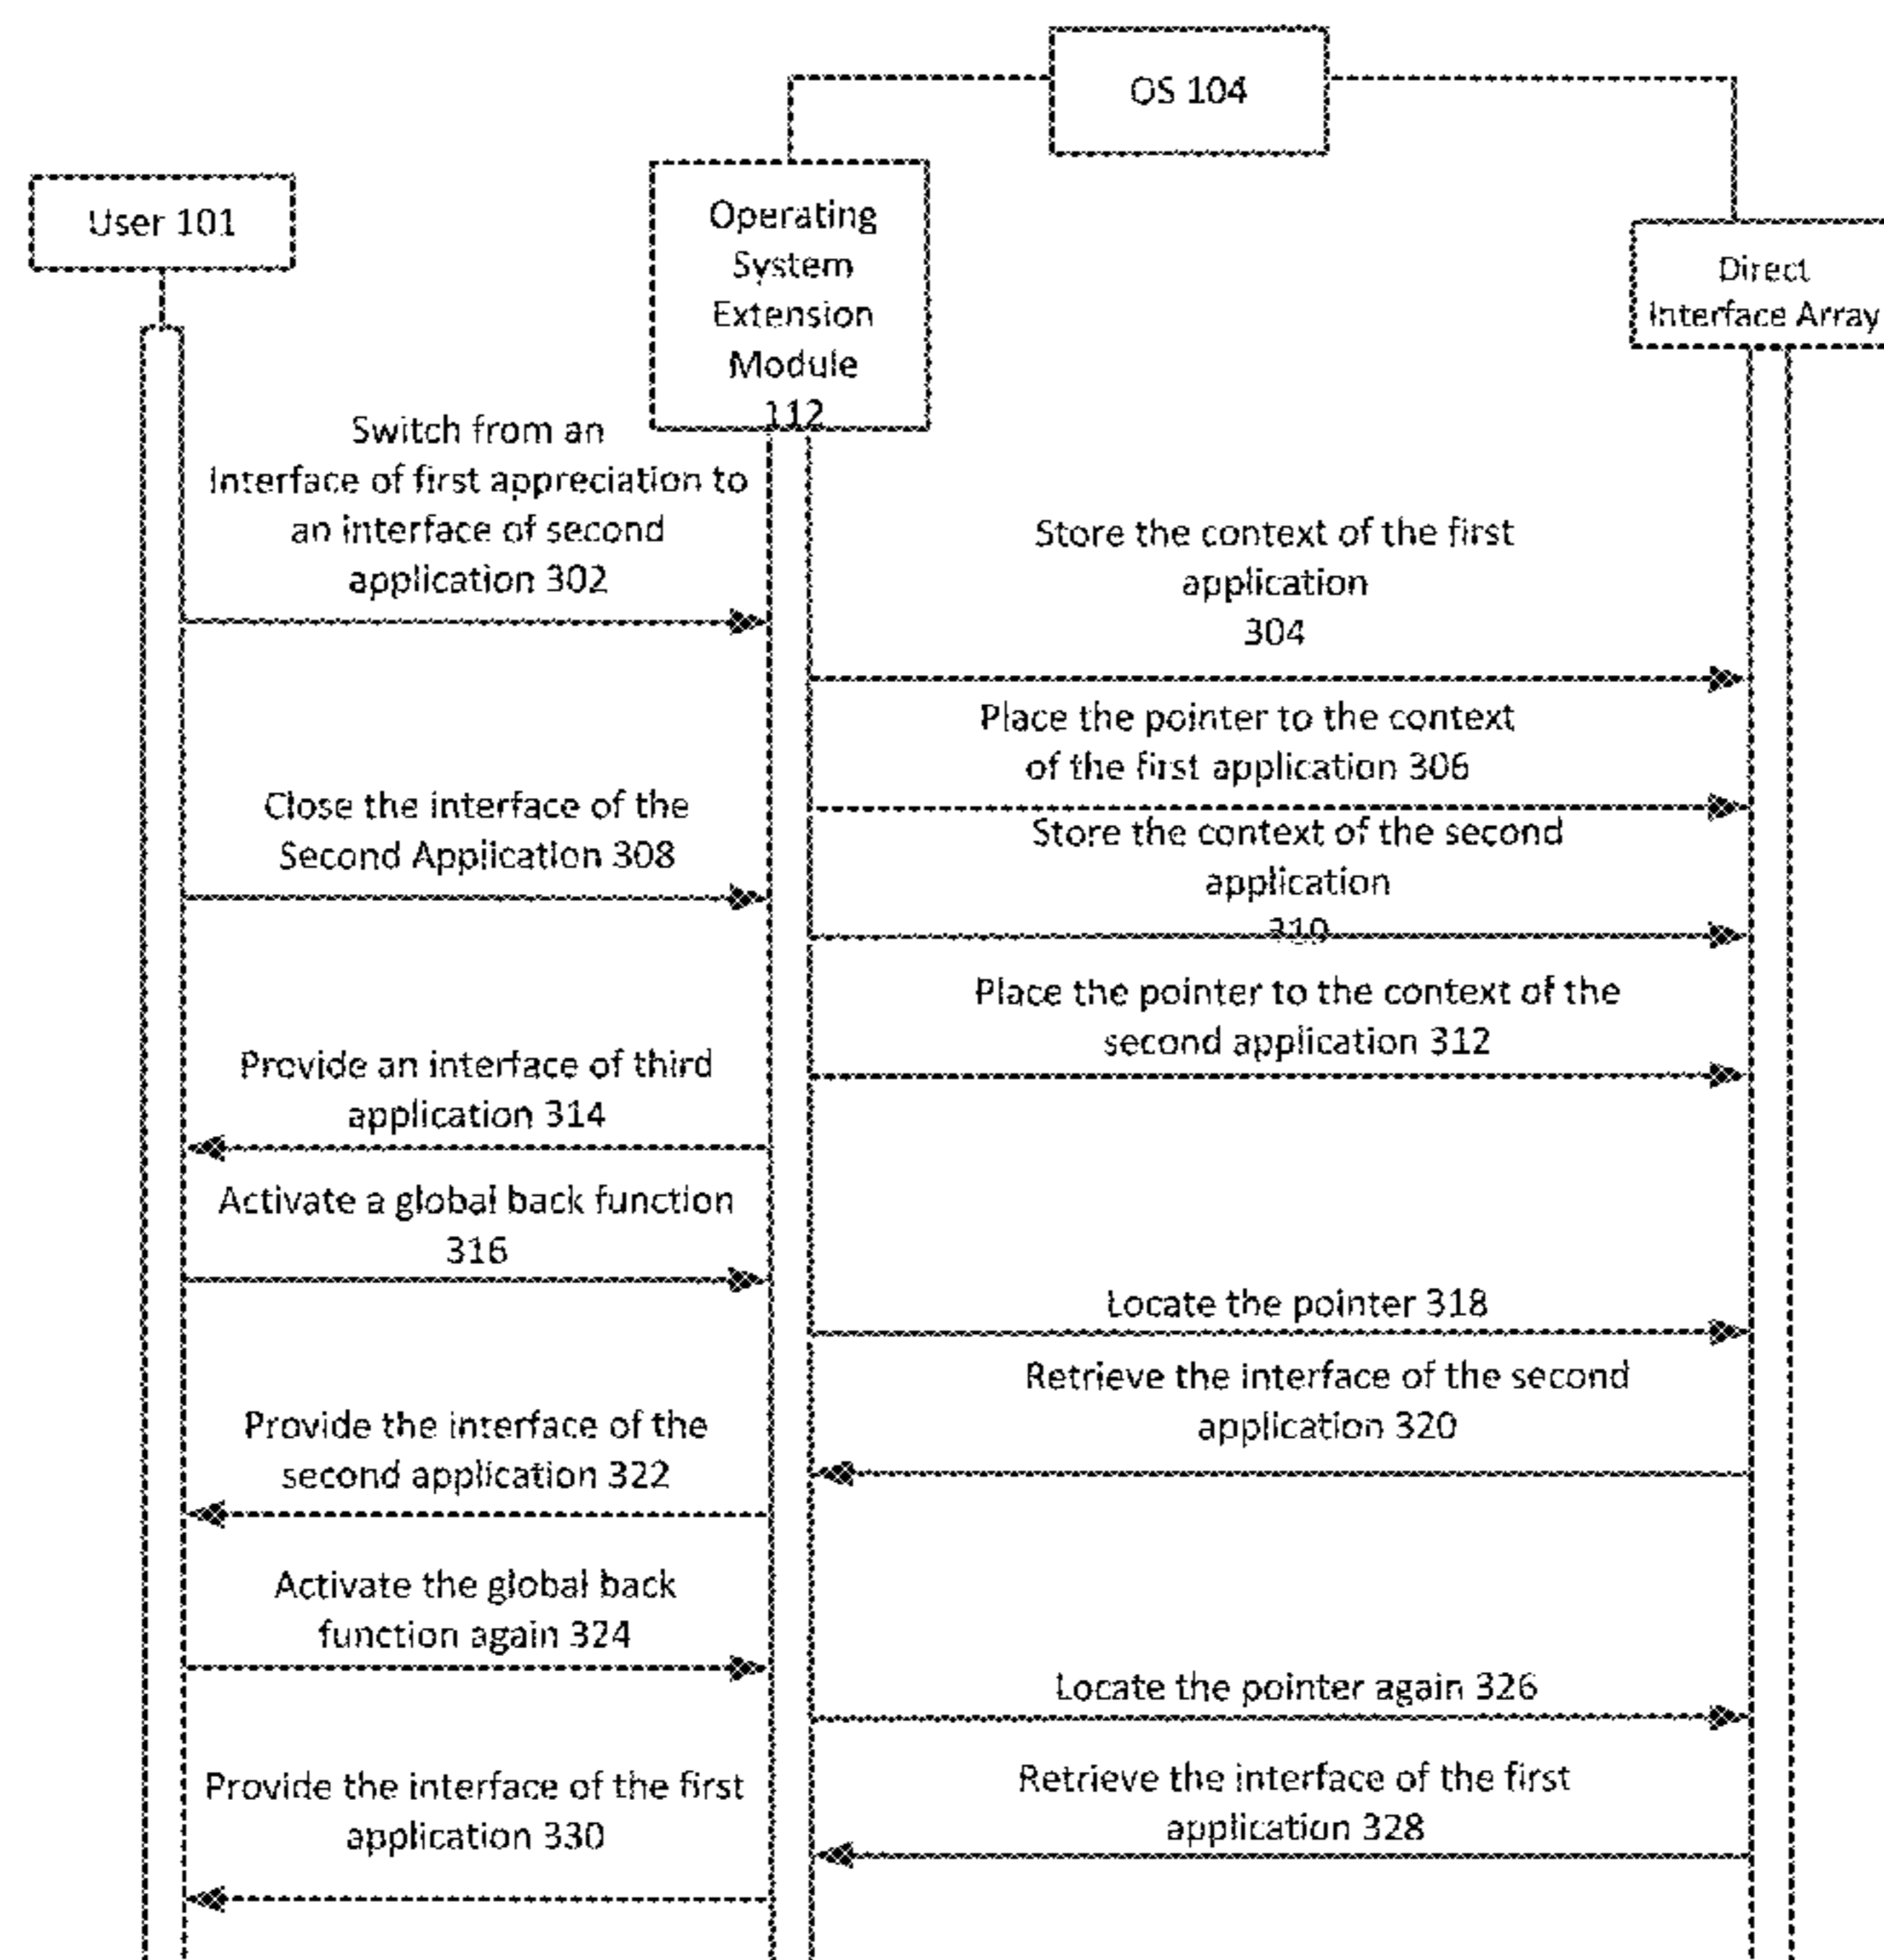 OS 104
User 101
Operating
System
Extension
Module
112
Direct
Interface Array
Switch from an
Interface of first appreciation to
an interface of second
application 302
Store the context of the first
application
304
Place the pointer to the context
of the first application 306
Close the interface of the
Second Application 308
Store the context of the second
application
310
Place the pointer to the context of the
second application 312
Provide an interface of third
application 314
Activate a global back function
316
Locate the pointer 318
Retrieve the interface of the second
application 320
Provide the interface of the
second application 322
Activate the global back
function again 324
Locate the pointer again 326
Retrieve the interface of the first
application 328
Provide the interface of the first
application 330